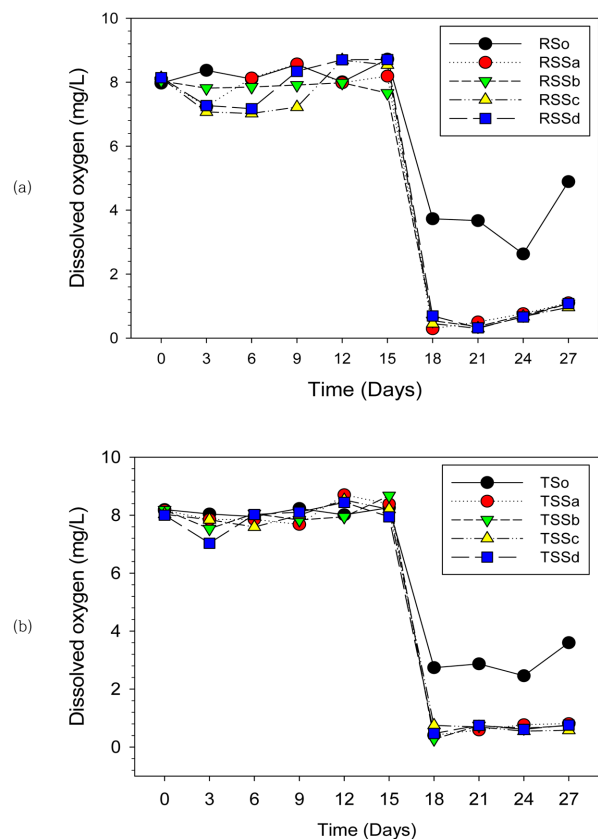 (a)
Dissolved oxygen (mg/L)
10
8
6
4
2
0
RSo
RSSa
RSSb
RSSc
RSSd
0 3 6 9 12 15 18 21 24 27
Time (Days)
(b)
Dissolved oxygen (mg/L)
10
8
6
4
2
0
TSo
TSSa
TSSb
TSSc
TSSd
0 3 6 9 12 15 18 21 24 27
Time (Days)